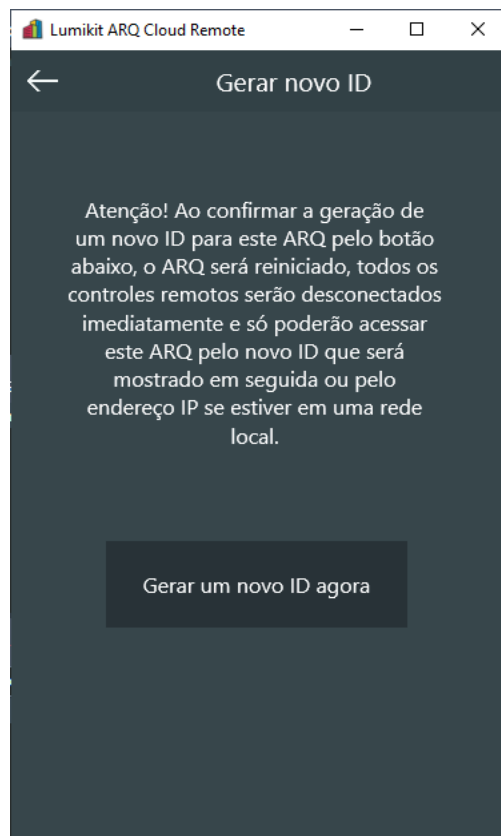 Lumikit ARQ Cloud Remote
Gerar novo ID
Atenção! Ao confirmar a geração de
um novo ID para este ARQ pelo botão
abaixo, o ARQ será reiniciado, todos os
controles remotos serão desconectados
imediatamente e só poderão acessar
este ARQ pelo novo ID que será
mostrado em seguida ou pelo
endereço IP se estiver em uma rede
local.
Gerar um novo ID agora